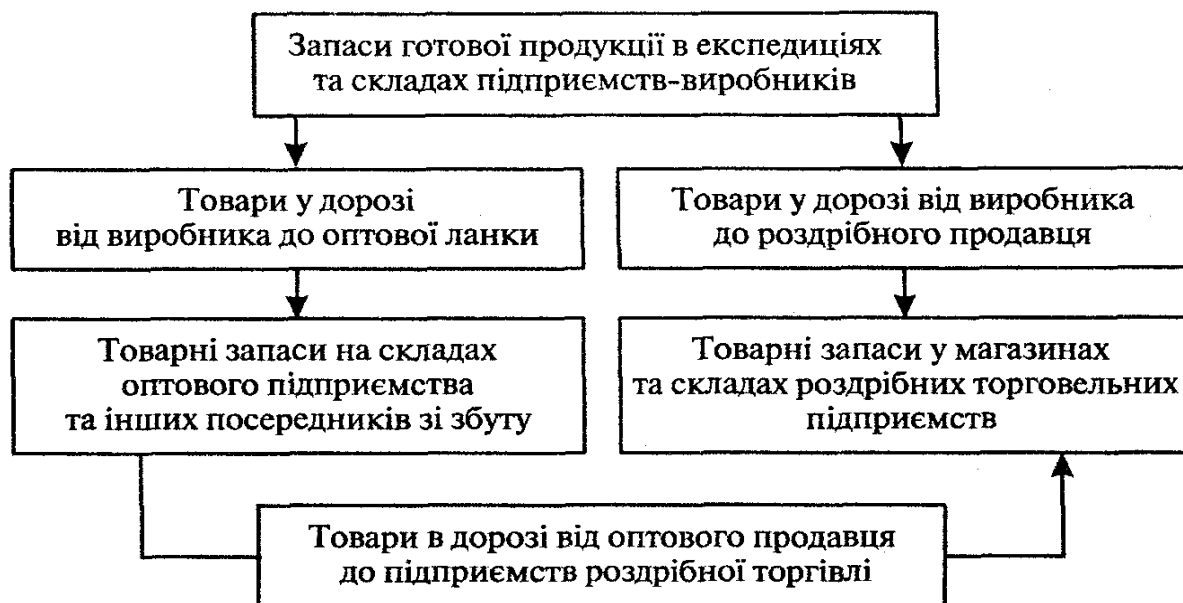 Запаси готової продукції в експедиціях
та складах підприємств-виробників
Товари у дорозі
від виробника до оптової ланки
Товари у дорозі від виробника
до роздрібного продавця
Товарні запаси на складах
оптового підприємства
та інших посередників зі збуту
Товарні запаси у магазинах
та складах роздрібних торговельних
підприємств
Товари в дорозі від оптового продавця
до підприємств роздрібної торгівлі